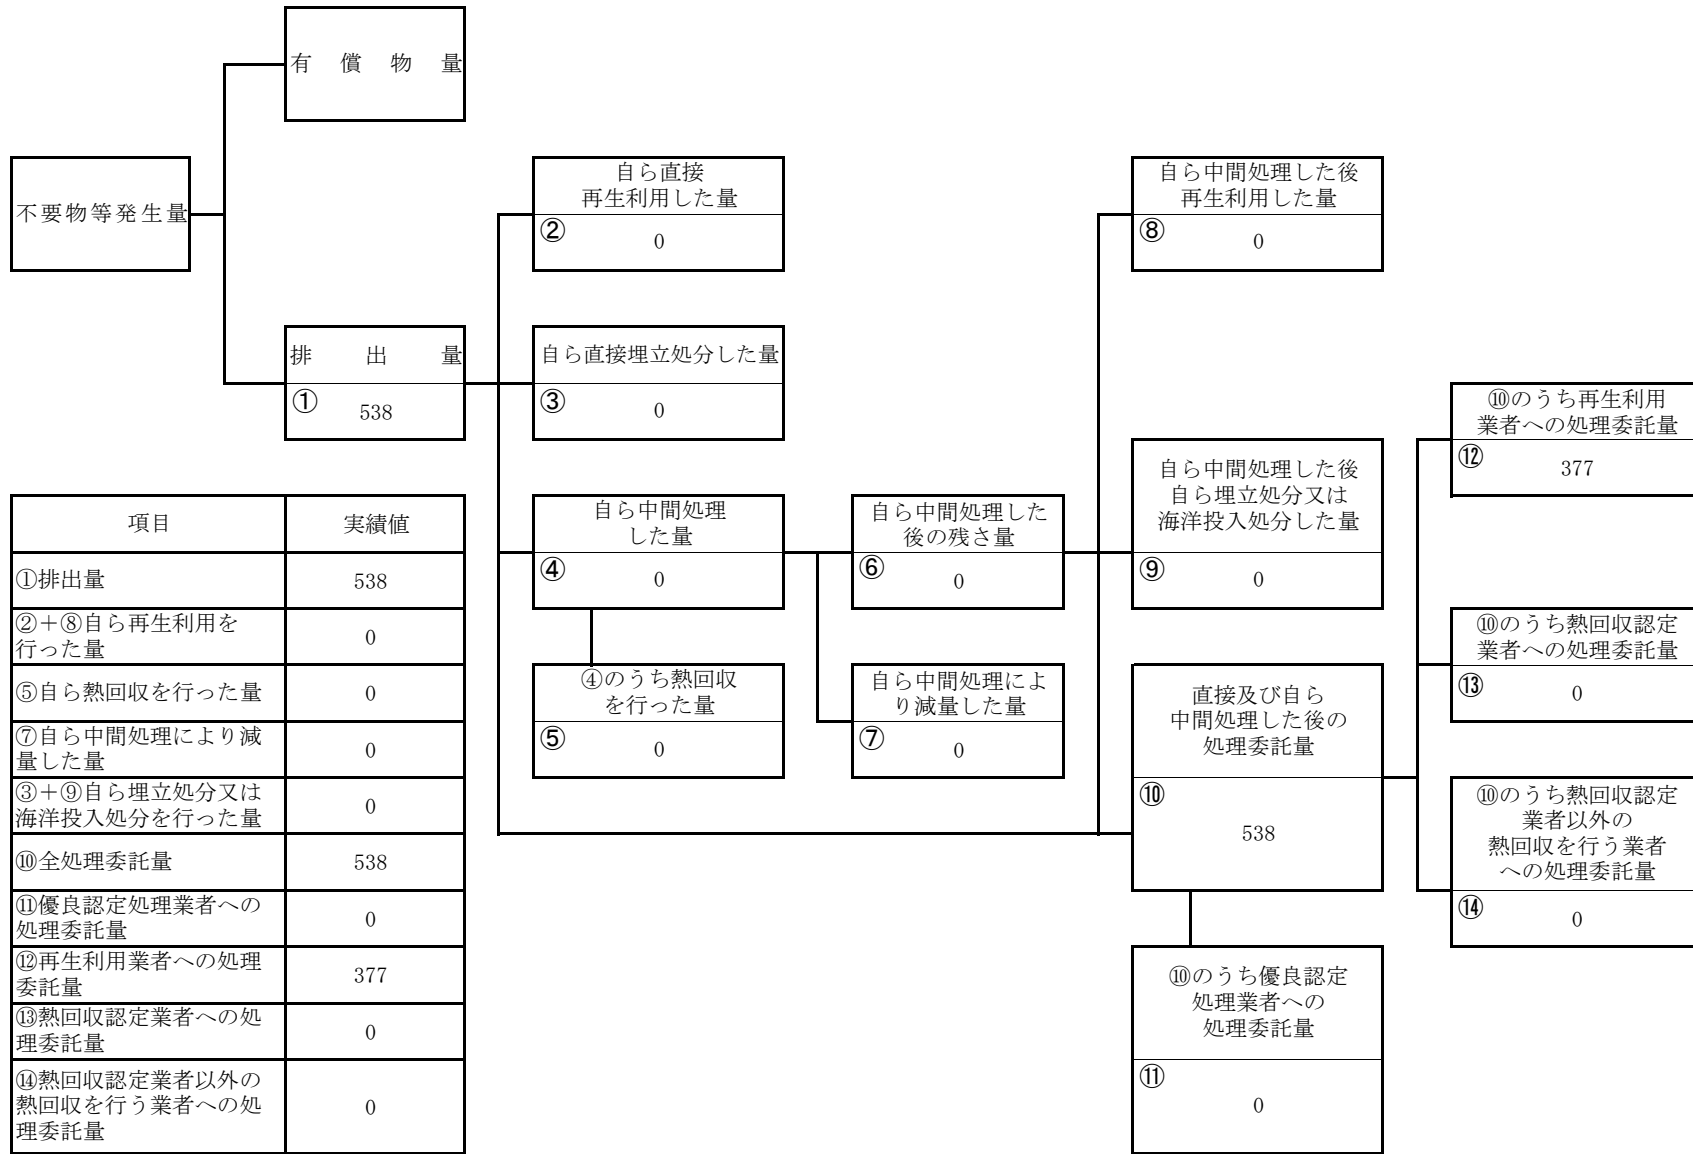 有償物量
不要物等発生量
自ら直接
再生利用した量
②
0
自ら中間処理した後
再生利用した量
⑧
0
排出量
①
538
自ら直接埋立処分した量
③
0
⑩のうち再生利用
業者への処理委託量
⑫
377
自ら中間処理
した量
④
0
自ら中間処理した
後の残さ量
⑥
0
自ら中間処理した後
自ら埋立処分又は
海洋投入処分した量
⑨
0
④のうち熱回収
を行った量
⑤
0
自ら中間処理によ
り減量した量
⑦
0
直接及び自ら
中間処理した後の
処理委託量
⑩
538
⑩のうち熱回収認定
業者への処理委託量
⑬
0
⑩のうち熱回収認定
業者以外の
熱回収を行う業者
への処理委託量
⑭
0
⑩のうち優良認定
処理業者への
処理委託量
⑪
0
項目 実績値
①排出量 538
②+⑧自ら再生利用を
行った量 0
⑤自ら熱回収を行った量 0
⑦自ら中間処理により減
量した量 0
③+⑨自ら埋立処分又は
海洋投入処分を行った量 0
⑩全処理委託量 538
⑪優良認定処理業者への
処理委託量 0
⑫再生利用業者への処理
委託量 377
⑬熱回収認定業者への処
理委託量 0
⑭熱回収認定業者以外の
熱回収を行う業者への処
理委託量 0